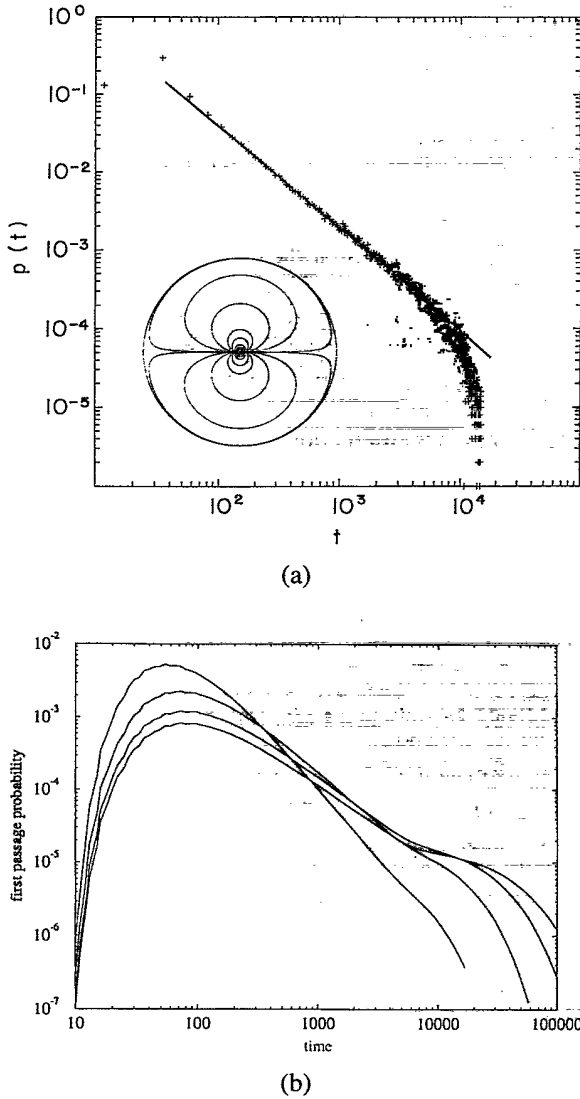 10⁰
10⁻¹
10⁻²
10⁻³
10⁻⁴
10⁻⁵
p (t)
10² 10³ 10⁴
t
(a)
10⁻²
10⁻³
10⁻⁴
10⁻⁵
10⁻⁶
10⁻⁷
first passage probability
10 100 1000 10000 100000
time
(b)